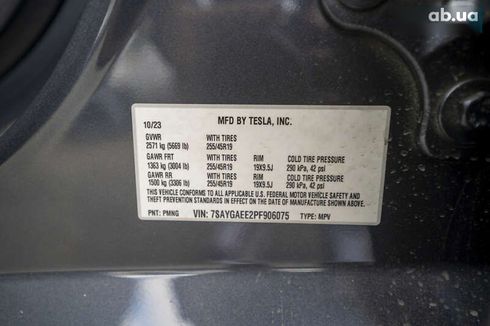 ab.ua
MFD BY TESLA, INC.
10/23
GVWR WITH TIRES
2571 kg (5669 lb) 255/45R19
GAWR FRT WITH TIRES RIM COLD TIRE PRESSURE
1363 kg (3004 lb) 255/45R19 19X9.5J 290 kPa, 42 psi
GAWR RR WITH TIRES RIM COLD TIRE PRESSURE
1500 kg (3306 lb) 255/45R19 19X9.5J 290 kPa, 42 psi
THIS VEHICLE CONFORMS TO ALL APPLICABLE U.S. FEDERAL MOTOR VEHICLE SAFETY AND
THEFT PREVENTION STANDARDS IN EFFECT ON THE DATE OF MANUFACTURE SHOWN ABOVE.
PNT: PMNG VIN: 7SAYGAEE2PF906075 TYPE: MPV